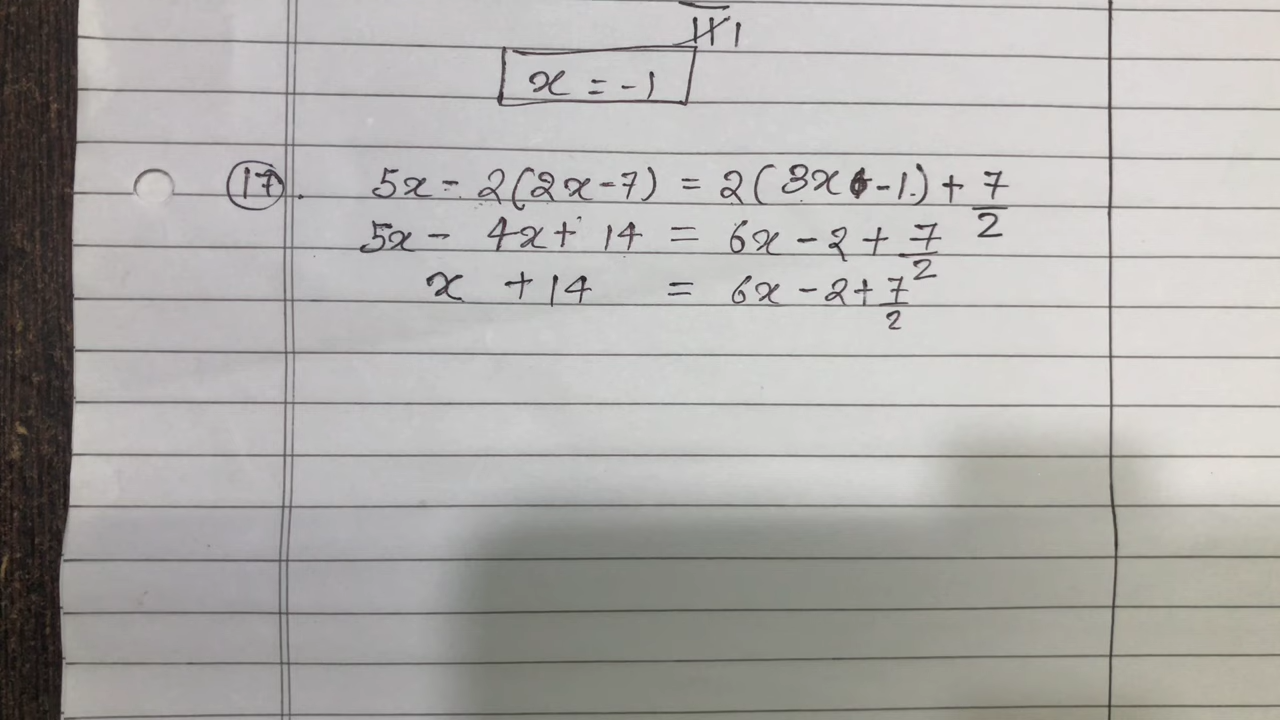 111
x = -1
17. 5x - 2(2x-7) = 2(3x-1.) + 7/2
5x - 4x + 14 = 6x - 2 + 7/2
x + 14 = 6x - 2 + 7/2